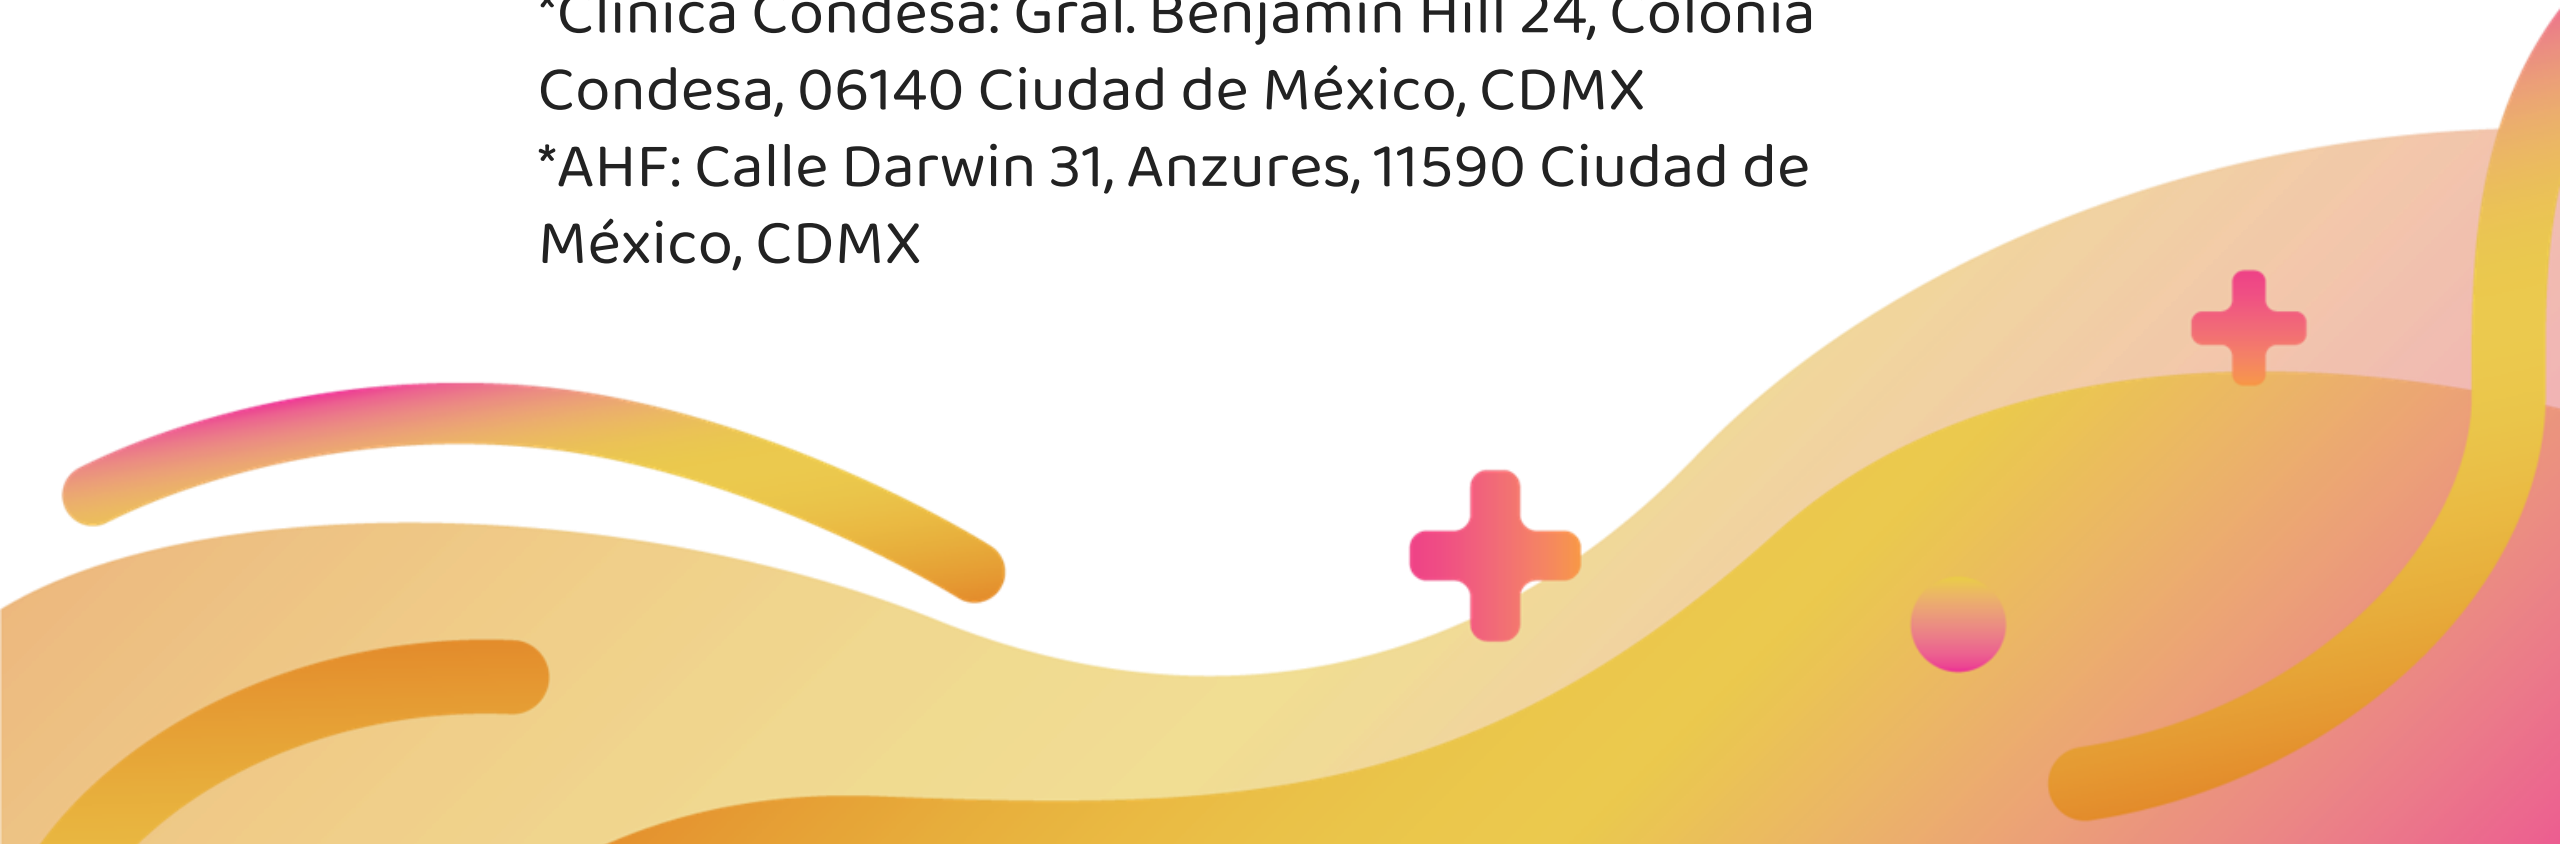 *Clínica Condesa: Gral. Benjamín Hill 24, Colonia
Condesa, 06140 Ciudad de México, CDMX
*AHF: Calle Darwin 31, Anzures, 11590 Ciudad de
México, CDMX